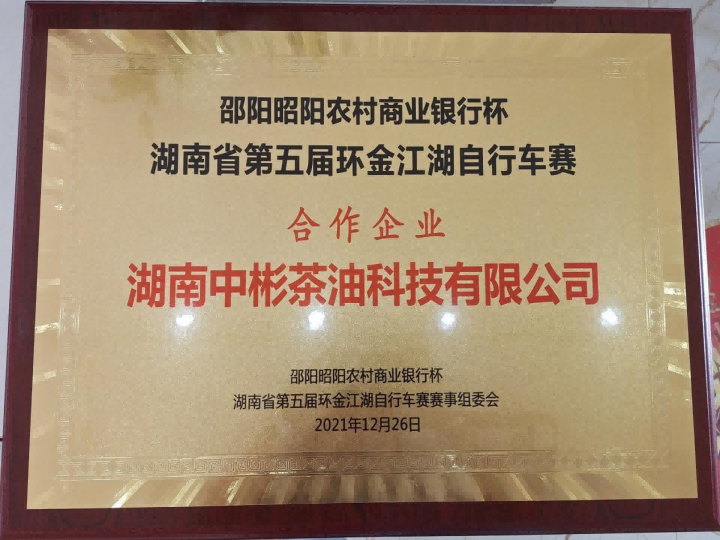 邵阳昭阳农村商业银行杯
湖南省第五届环金江湖自行车赛
合作企业
湖南中彬茶油科技有限公司
邵阳昭阳农村商业银行杯
湖南省第五届环金江湖自行车赛赛事组委会
2021年12月26日